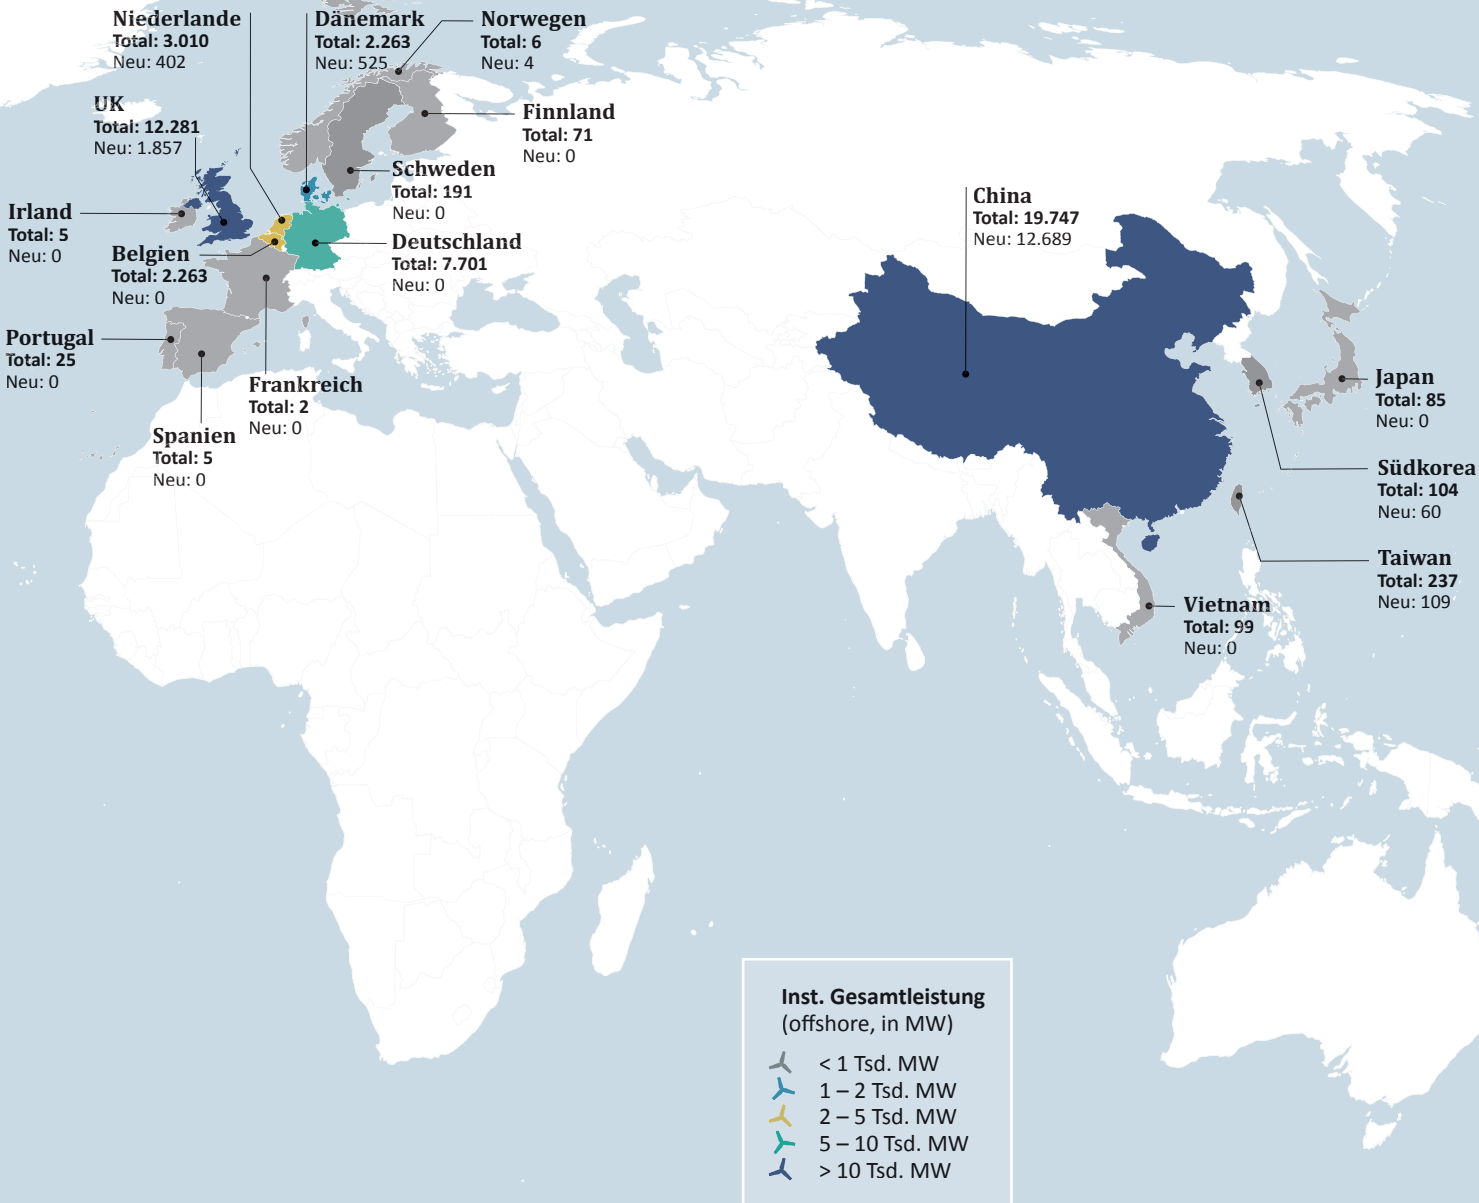 Niederlande
Total: 3.010
Neu: 402
Dänemark
Total: 2.263
Neu: 525
Norwegen
Total: 6
Neu: 4
UK
Total: 12.281
Neu: 1.857
Finnland
Total: 71
Neu: 0
Schweden
Total: 191
Neu: 0
Irland
Total: 5
Neu: 0
Belgien
Total: 2.263
Neu: 0
Deutschland
Total: 7.701
Neu: 0
China
Total: 19.747
Neu: 12.689
Portugal
Total: 25
Neu: 0
Frankreich
Total: 2
Neu: 0
Spanien
Total: 5
Neu: 0
Japan
Total: 85
Neu: 0
Südkorea
Total: 104
Neu: 60
Taiwan
Total: 237
Neu: 109
Vietnam
Total: 99
Neu: 0
Inst. Gesamtleistung
(offshore, in MW)
< 1 Tsd. MW
1 – 2 Tsd. MW
2 – 5 Tsd. MW
5 – 10 Tsd. MW
> 10 Tsd. MW